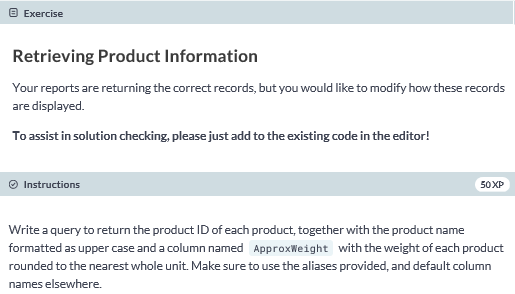 Exercise
Retrieving Product Information
Your reports are returning the correct records, but you would like to modify how these records
are displayed.
To assist in solution checking, please just add to the existing code in the editor!
Instructions
50 XP
Write a query to return the product ID of each product, together with the product name
formatted as upper case and a column named ApproxWeight with the weight of each product
rounded to the nearest whole unit. Make sure to use the aliases provided, and default column
names elsewhere.